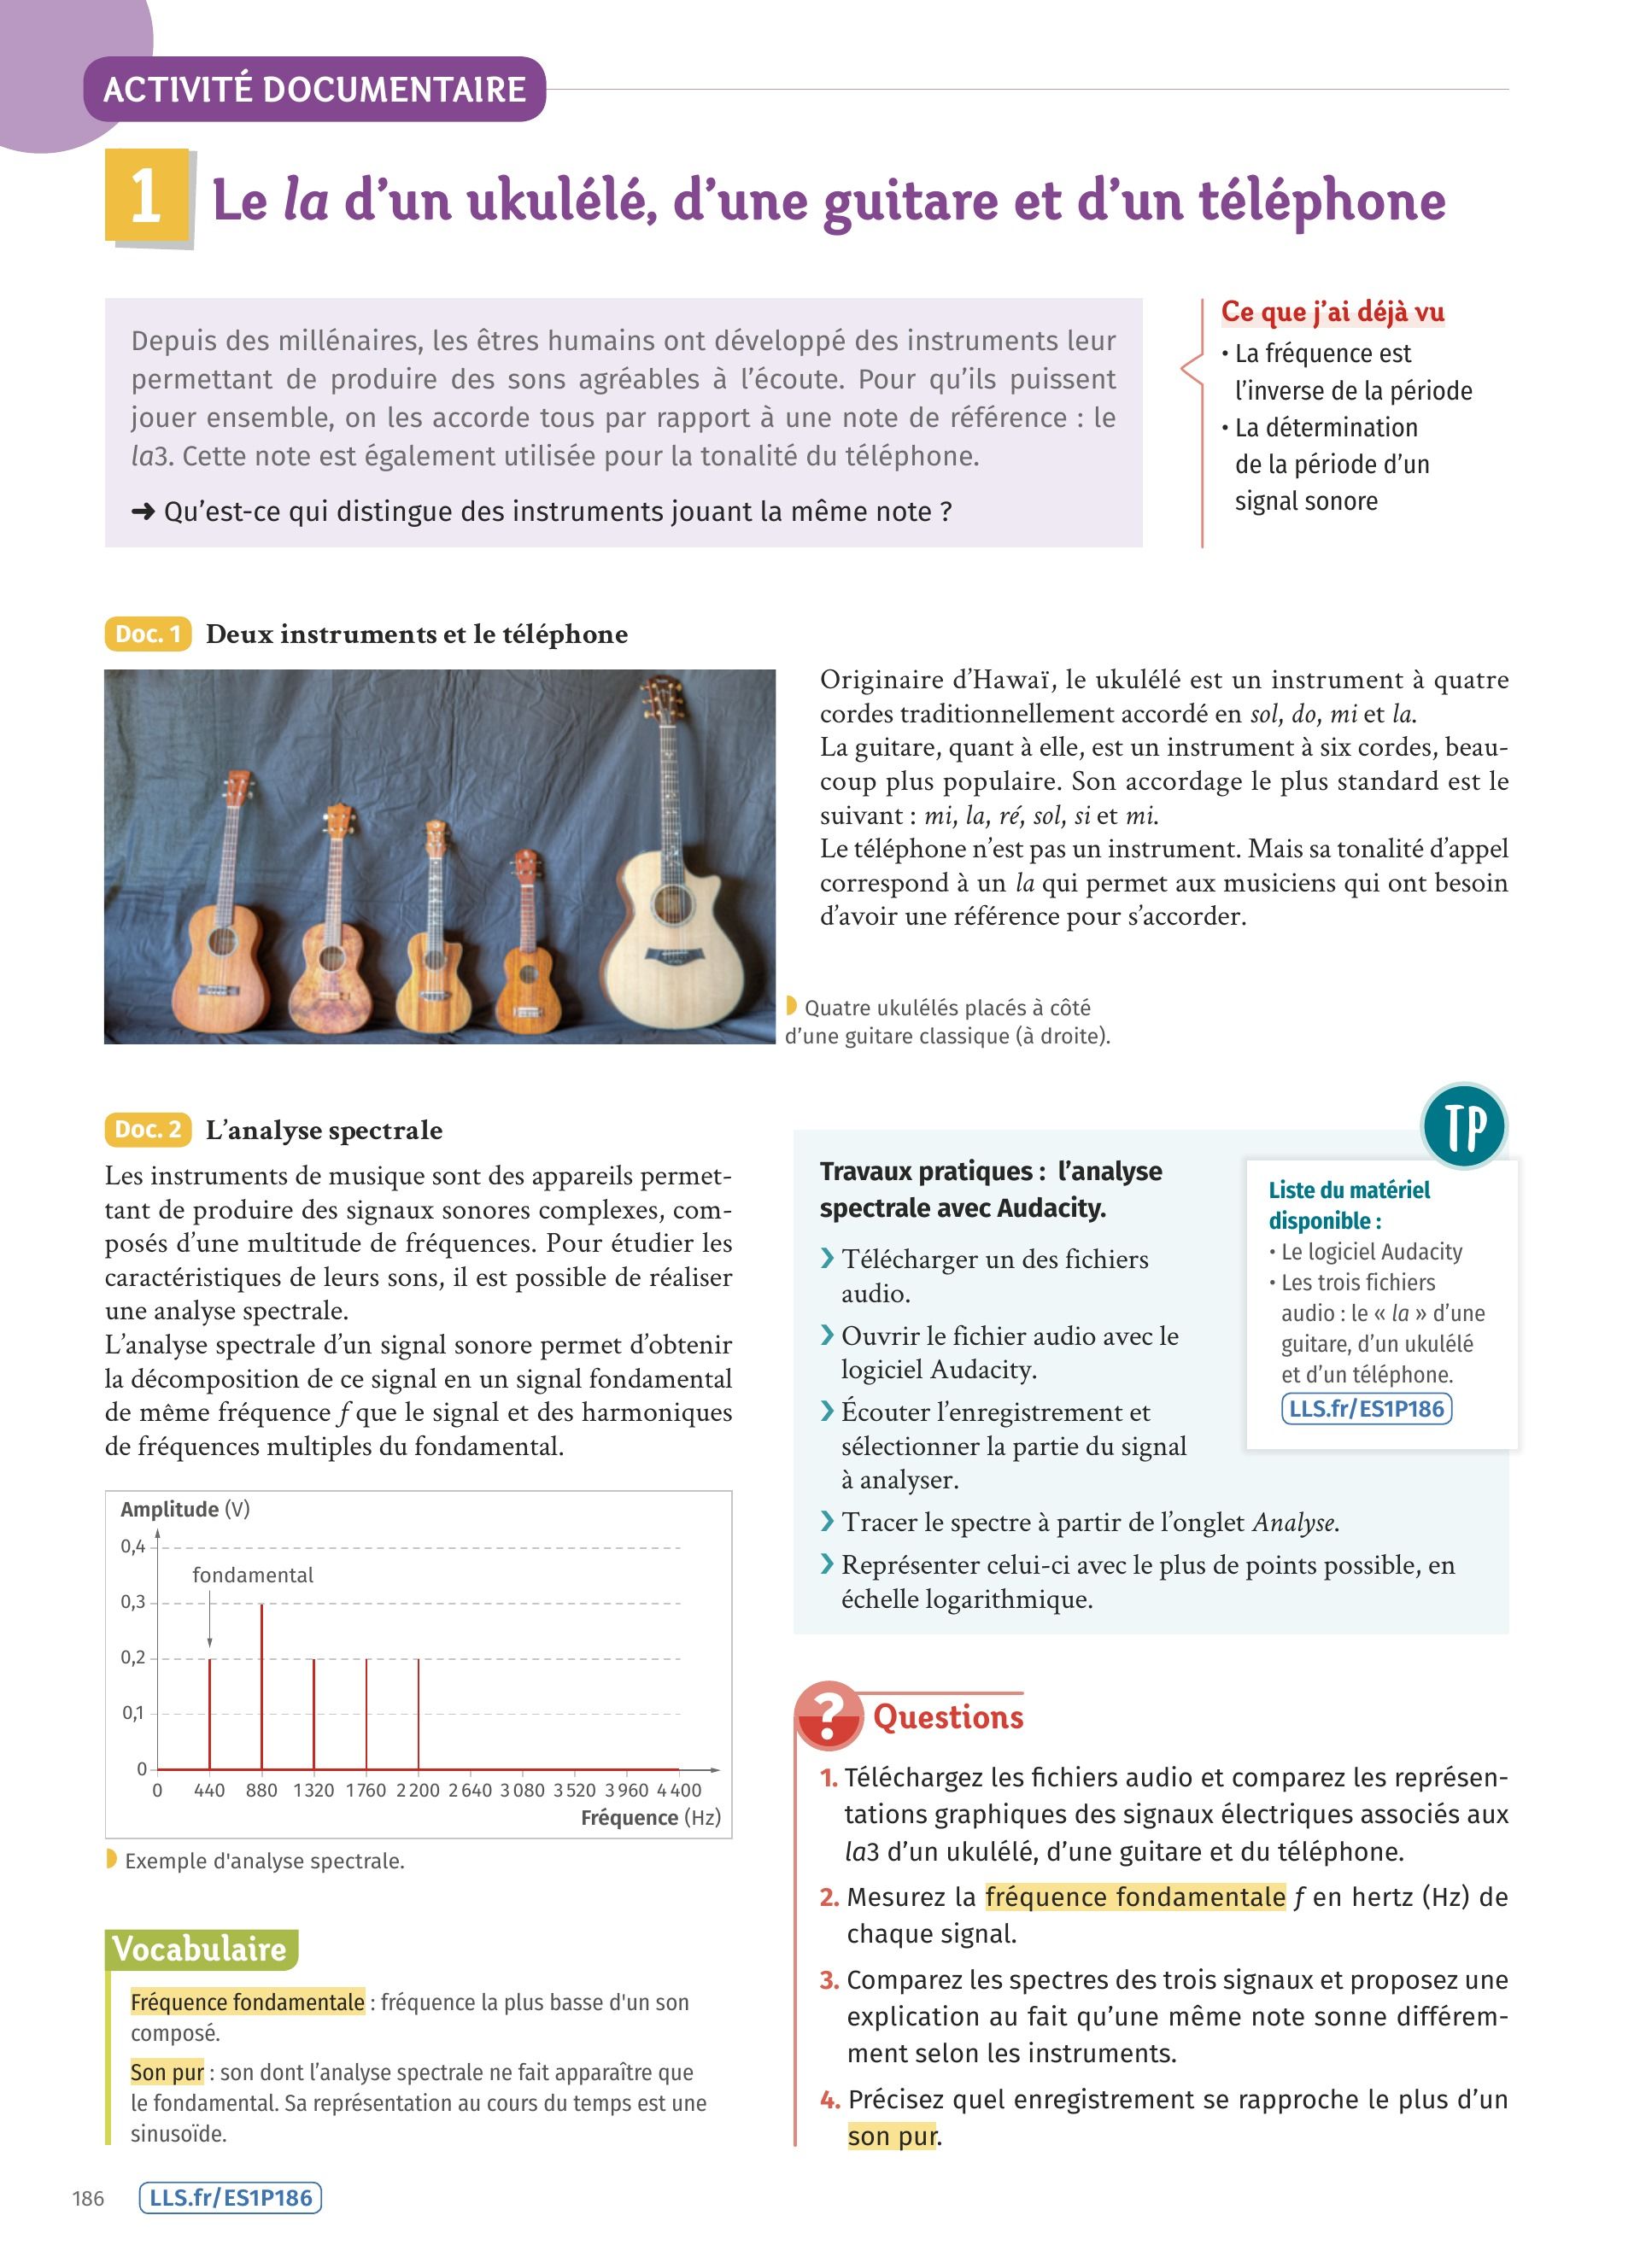 ACTIVITÉ DOCUMENTAIRE
1 Le la d’un ukulélé, d’une guitare et d’un téléphone
Depuis des millénaires, les êtres humains ont développé des instruments leur
permettant de produire des sons agréables à l’écoute. Pour qu’ils puissent
jouer ensemble, on les accorde tous par rapport à une note de référence : le
la3. Cette note est également utilisée pour la tonalité du téléphone.
➜ Qu’est-ce qui distingue des instruments jouant la même note ?
Ce que j’ai déjà vu
• La fréquence est
l’inverse de la période
• La détermination
de la période d’un
signal sonore
Doc. 1 Deux instruments et le téléphone
Originaire d’Hawaï, le ukulélé est un instrument à quatre
cordes traditionnellement accordé en sol, do, mi et la.
La guitare, quant à elle, est un instrument à six cordes, beau-
coup plus populaire. Son accordage le plus standard est le
suivant : mi, la, ré, sol, si et mi.
Le téléphone n’est pas un instrument. Mais sa tonalité d’appel
correspond à un la qui permet aux musiciens qui ont besoin
d’avoir une référence pour s’accorder.
Quatre ukulélés placés à côté
d’une guitare classique (à droite).
Doc. 2 L’analyse spectrale
Les instruments de musique sont des appareils permet-
tant de produire des signaux sonores complexes, com-
posés d’une multitude de fréquences. Pour étudier les
caractéristiques de leurs sons, il est possible de réaliser
une analyse spectrale.
L’analyse spectrale d’un signal sonore permet d’obtenir
la décomposition de ce signal en un signal fondamental
de même fréquence f que le signal et des harmoniques
de fréquences multiples du fondamental.
Amplitude (V)
0,4
fondamental
0,3
0,2
0,1
0
0 440 880 1 320 1 760 2 200 2 640 3 080 3 520 3 960 4 400
Fréquence (Hz)
Exemple d'analyse spectrale.
Vocabulaire
Fréquence fondamentale : fréquence la plus basse d'un son
composé.
Son pur : son dont l’analyse spectrale ne fait apparaître que
le fondamental. Sa représentation au cours du temps est une
sinusoïde.
TP
Travaux pratiques : l’analyse
spectrale avec Audacity.
❯ Télécharger un des fichiers
audio.
❯ Ouvrir le fichier audio avec le
logiciel Audacity.
❯ Écouter l’enregistrement et
sélectionner la partie du signal
à analyser.
❯ Tracer le spectre à partir de l’onglet Analyse.
❯ Représenter celui-ci avec le plus de points possible, en
échelle logarithmique.
Liste du matériel
disponible :
• Le logiciel Audacity
• Les trois fichiers
audio : le « la » d’une
guitare, d’un ukulélé
et d’un téléphone.
LLS.fr/ES1P186
? Questions
1. Téléchargez les fichiers audio et comparez les représen-
tations graphiques des signaux électriques associés aux
la3 d’un ukulélé, d’une guitare et du téléphone.
2. Mesurez la fréquence fondamentale f en hertz (Hz) de
chaque signal.
3. Comparez les spectres des trois signaux et proposez une
explication au fait qu’une même note sonne différem-
ment selon les instruments.
4. Précisez quel enregistrement se rapproche le plus d’un
son pur.
186 LLS.fr/ES1P186